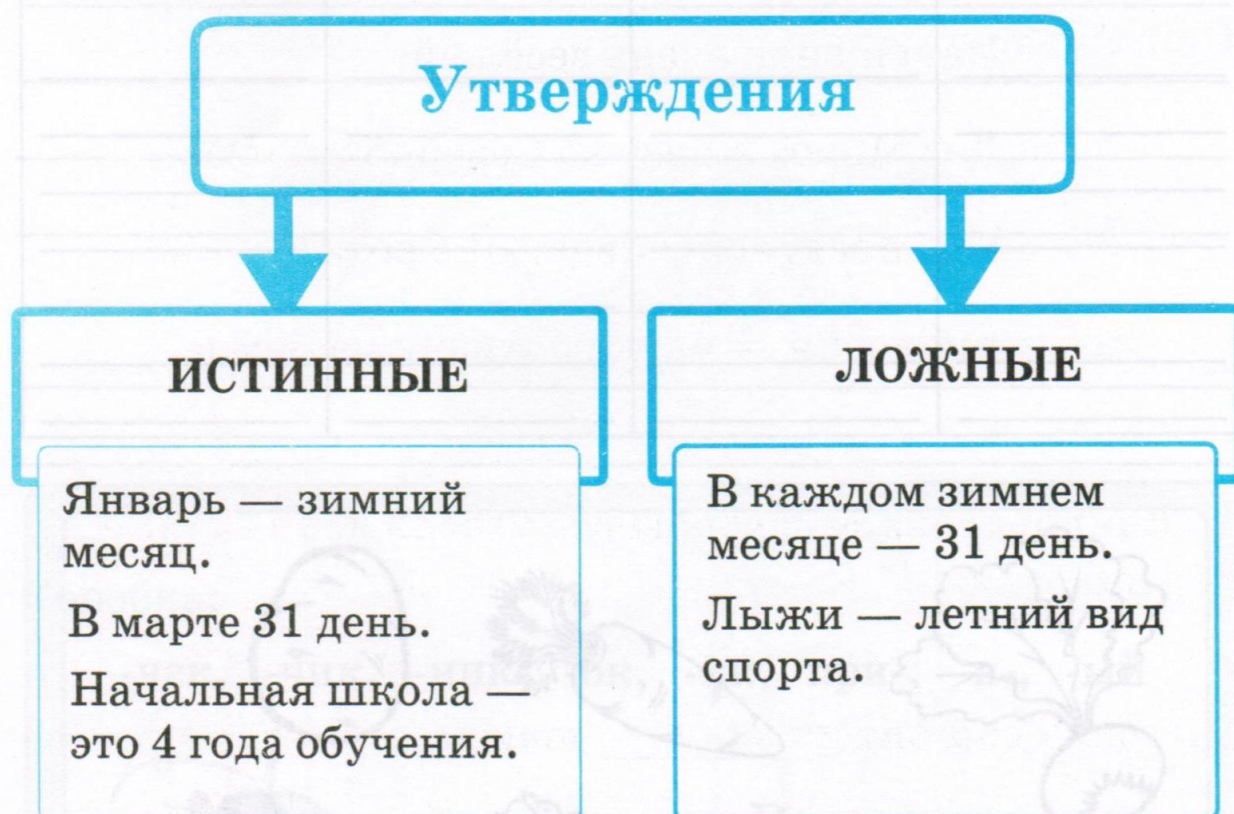 Утверждения
ИСТИННЫЕ
Январь — зимний
месяц.
В марте 31 день.
Начальная школа —
это 4 года обучения.
ЛОЖНЫЕ
В каждом зимнем
месяце — 31 день.
Лыжи — летний вид
спорта.